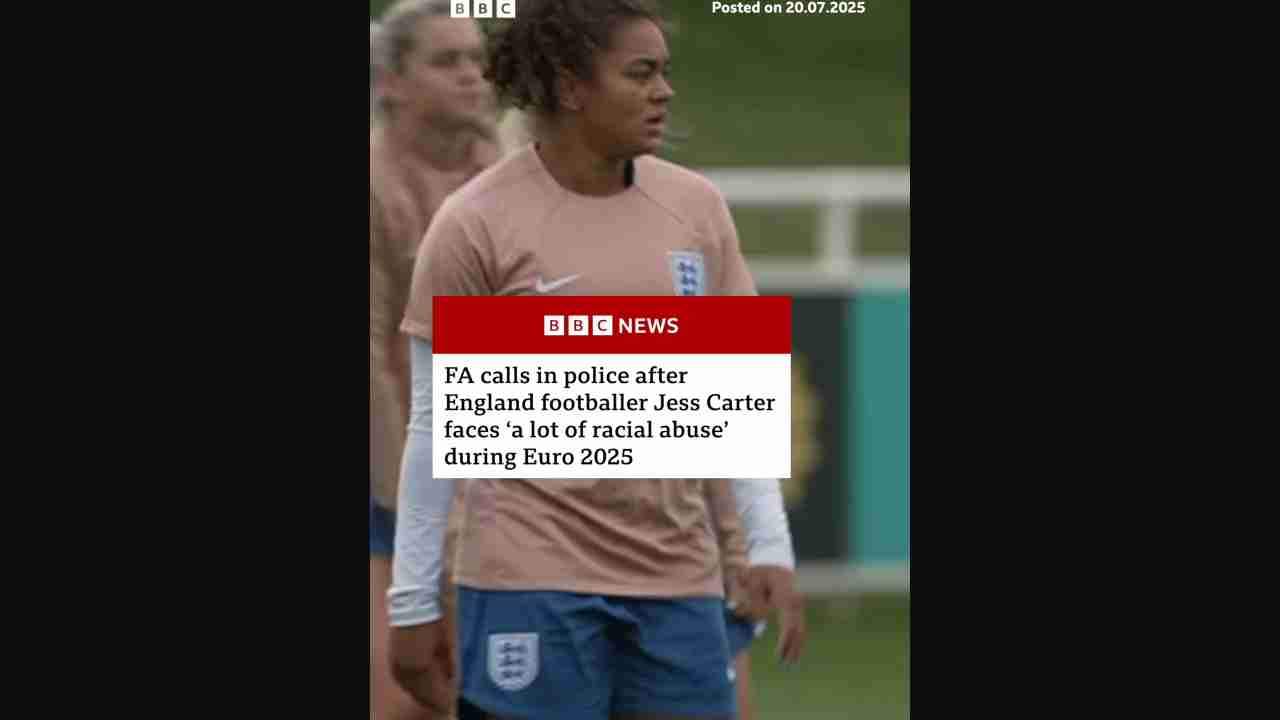 BBC
Posted on 20.07.2025
BBC NEWS
FA calls in police after
England footballer Jess Carter
faces ‘a lot of racial abuse’
during Euro 2025